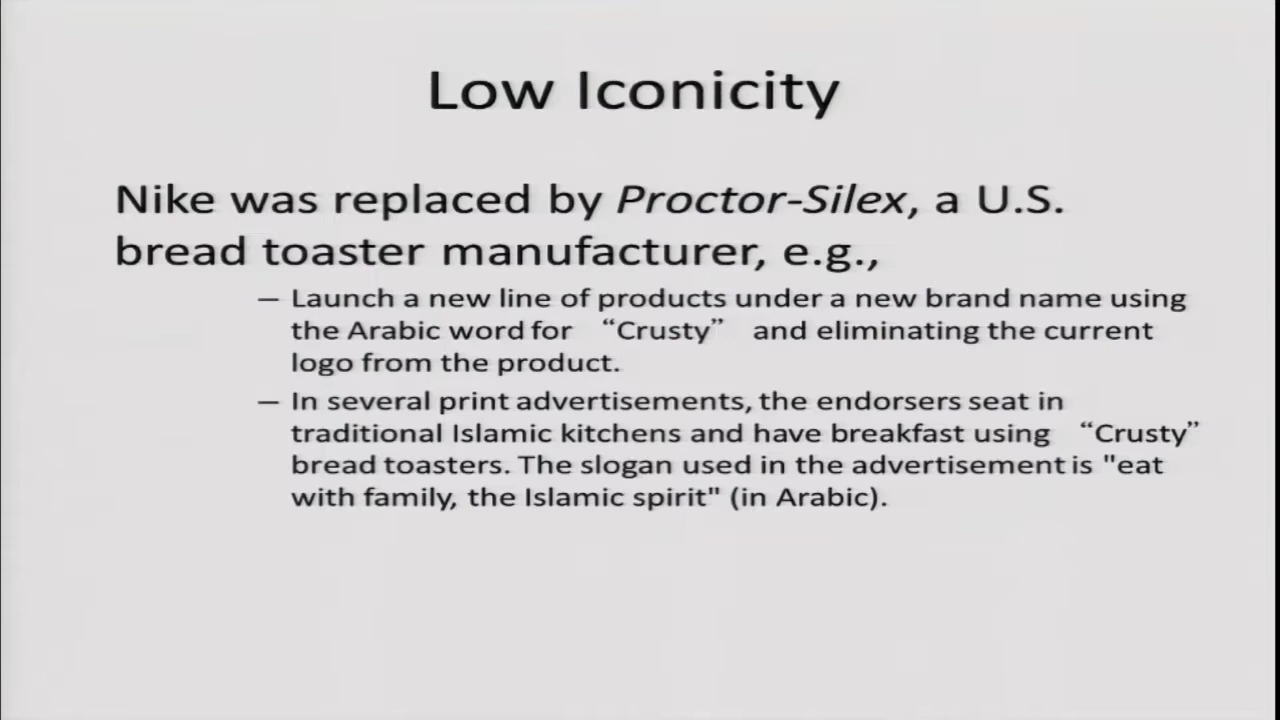 Low Iconicity
Nike was replaced by Proctor-Silex, a U.S.
bread toaster manufacturer, e.g.,
– Launch a new line of products under a new brand name using
the Arabic word for “Crusty” and eliminating the current
logo from the product.
– In several print advertisements, the endorsers seat in
traditional Islamic kitchens and have breakfast using “Crusty”
bread toasters. The slogan used in the advertisement is "eat
with family, the Islamic spirit" (in Arabic).